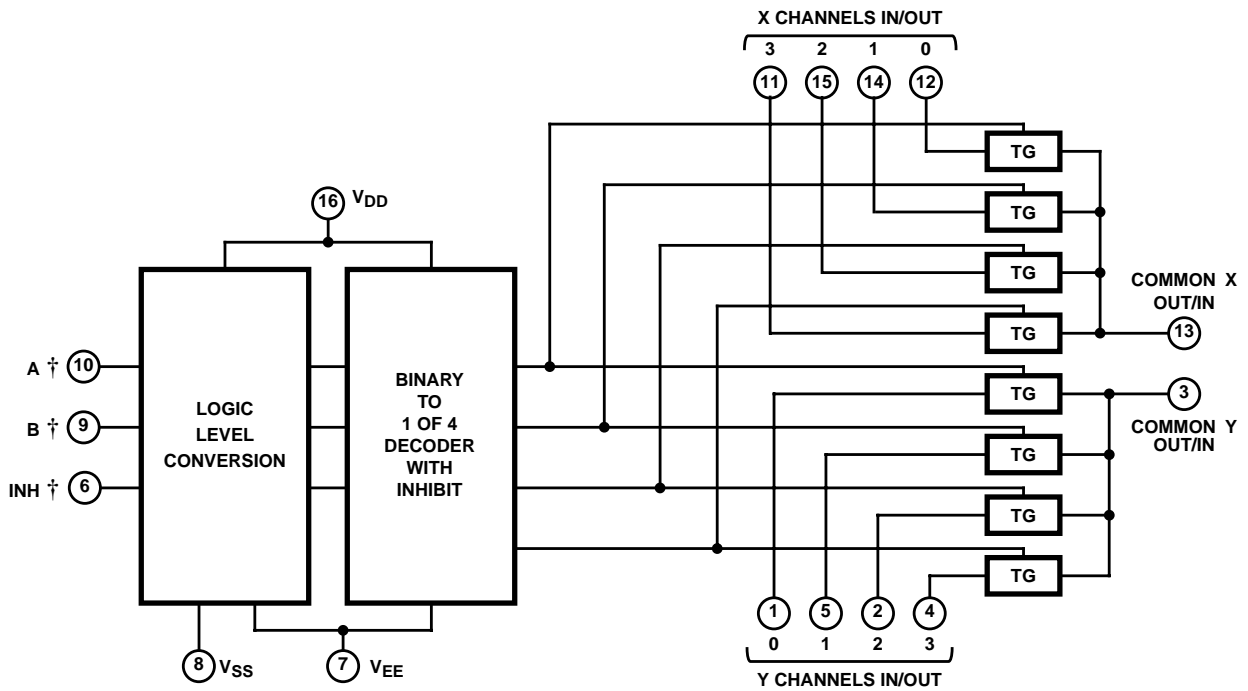 X CHANNELS IN/OUT
3 2 1 0
11 15 14 12
TG
TG
16 VDD
TG
COMMON X
OUT/IN
TG
13
A † 10
BINARY
TO
1 OF 4
DECODER
WITH
INHIBIT
LOGIC
LEVEL
CONVERSION
TG
3
COMMON Y
OUT/IN
B † 9
TG
INH † 6
TG
TG
1 5 2 4
0 1 2 3
8 VSS
7 VEE
Y CHANNELS IN/OUT